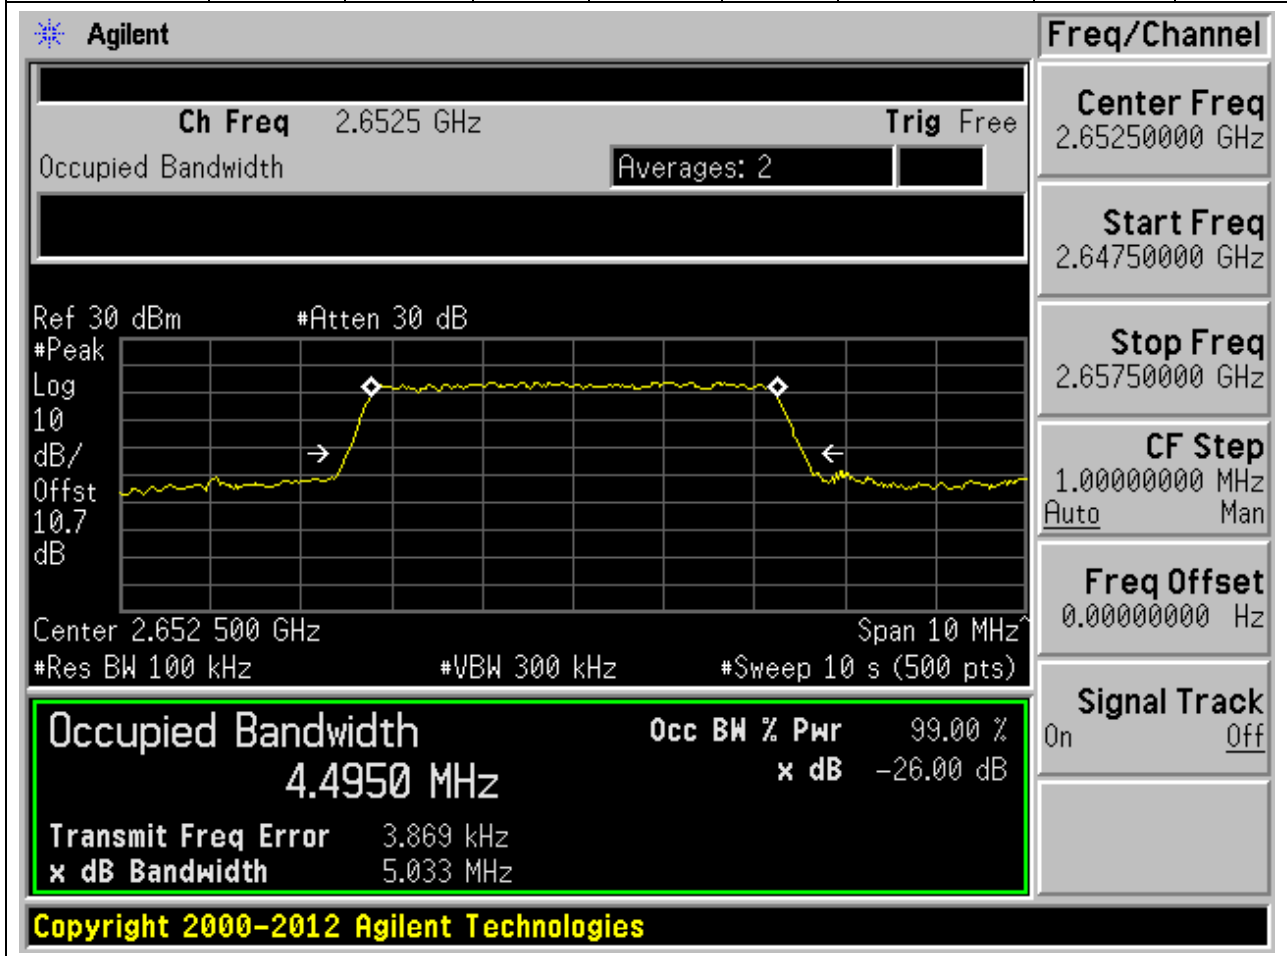 Agilent
Freq/Channel
Ch Freq 2.6525 GHz Trig Free
Occupied Bandwidth Averages: 2
Center Freq
2.65250000 GHz
Start Freq
2.64750000 GHz
Stop Freq
2.65750000 GHz
CF Step
1.00000000 MHz
Auto Man
Freq Offset
0.00000000 Hz
Signal Track
On Off
Ref 30 dBm #Atten 30 dB
#Peak
Log
10
dB/
Offst
10.7
dB
Center 2.652 500 GHz Span 10 MHz^
#Res BW 100 kHz #VBW 300 kHz #Sweep 10 s (500 pts)
Occupied Bandwidth
4.4950 MHz
Occ BW % Pwr 99.00 %
x dB -26.00 dB
Transmit Freq Error 3.869 kHz
x dB Bandwidth 5.033 MHz
Copyright 2000-2012 Agilent Technologies